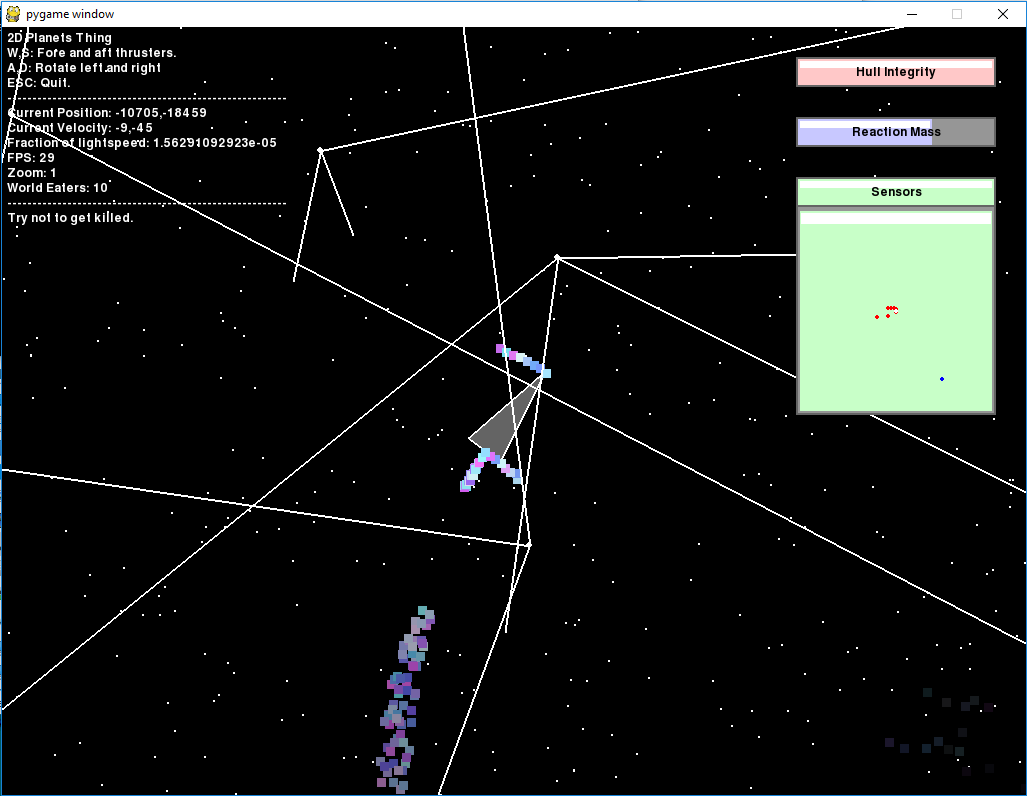 pygame window
2D Planets Thing
W,S: Fore and aft thrusters.
A,D: Rotate left and right
ESC: Quit.
Current Position: -10705,-18459
Current Velocity: -9,-45
Fraction of lightspeed: 1.56291092923e-05
FPS: 29
Zoom: 1
World Eaters: 10
Try not to get killed.
Hull Integrity
Reaction Mass
Sensors